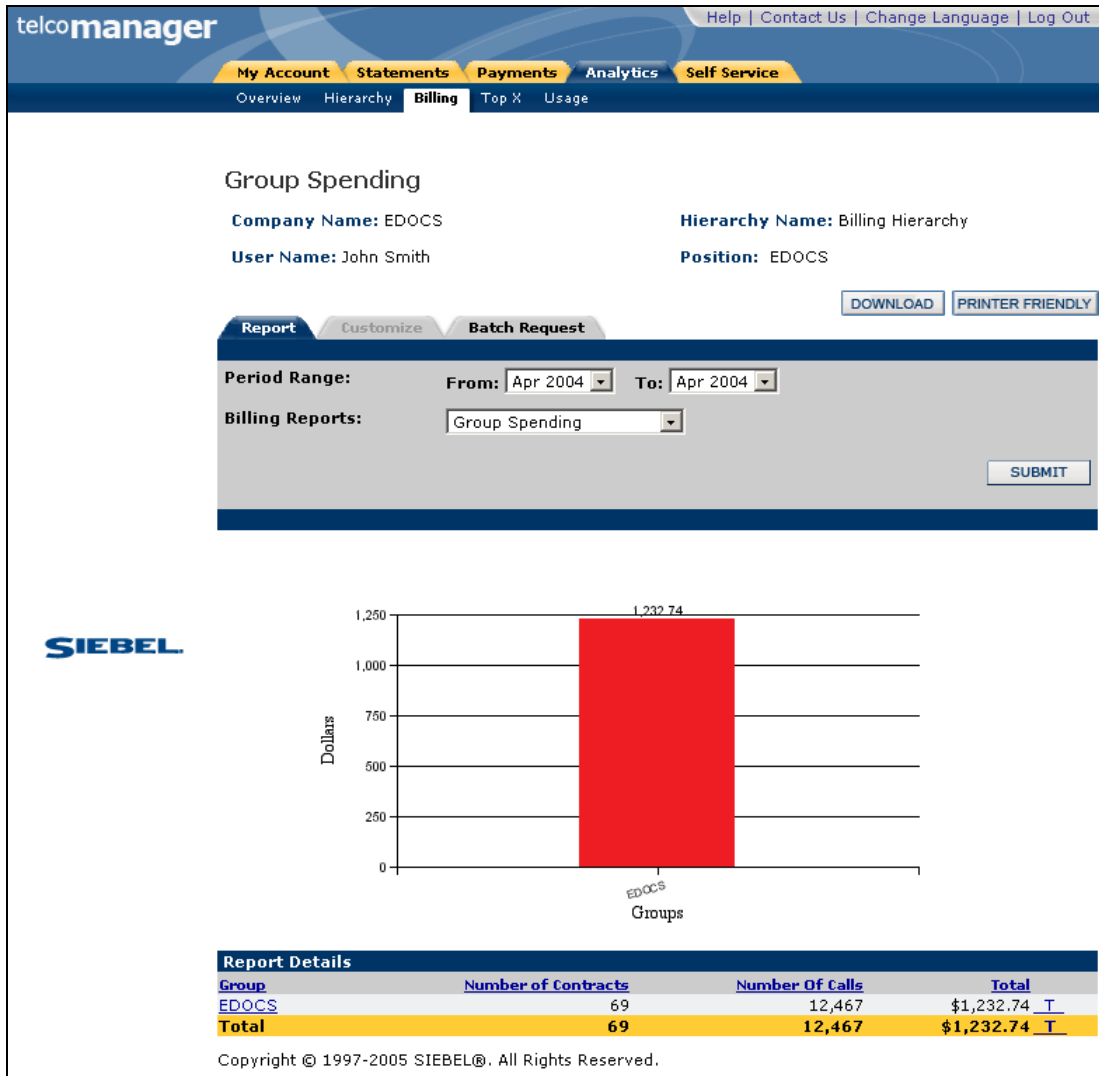 telcomanager
Help | Contact Us | Change Language | Log Out
My Account Statements Payments Analytics Self Service
Overview Hierarchy Billing Top X Usage
Group Spending
Company Name: EDOCS Hierarchy Name: Billing Hierarchy
User Name: John Smith Position: EDOCS
DOWNLOAD PRINTER FRIENDLY
Report Customize Batch Request
Period Range: From: Apr 2004 To: Apr 2004
Billing Reports: Group Spending
SUBMIT
SIEBEL.
1,232.74
1,250
1,000
750
500
250
0
Dollars
EDOCS
Groups
Report Details
Group Number of Contracts Number Of Calls Total
EDOCS 69 12,467 $1,232.74 T
Total 69 12,467 $1,232.74 T
Copyright © 1997-2005 SIEBEL®. All Rights Reserved.